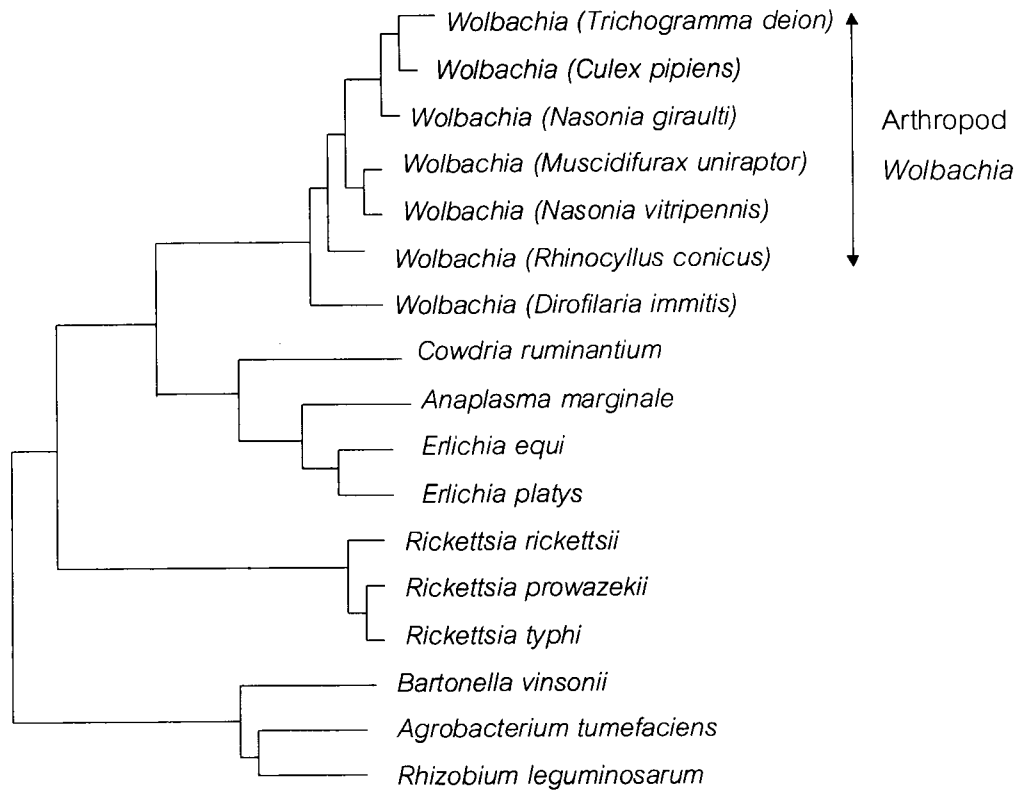 Wolbachia (Trichogramma deion)
Wolbachia (Culex pipiens)
Wolbachia (Nasonia giraulti)
Arthropod
Wolbachia
Wolbachia (Muscidifurax uniraptor)
Wolbachia (Nasonia vitripennis)
Wolbachia (Rhinocyllus conicus)
Wolbachia (Dirofilaria immitis)
Cowdria ruminantium
Anaplasma marginale
Erlichia equi
Erlichia platys
Rickettsia rickettsii
Rickettsia prowazekii
Rickettsia typhi
Bartonella vinsonii
Agrobacterium tumefaciens
Rhizobium leguminosarum